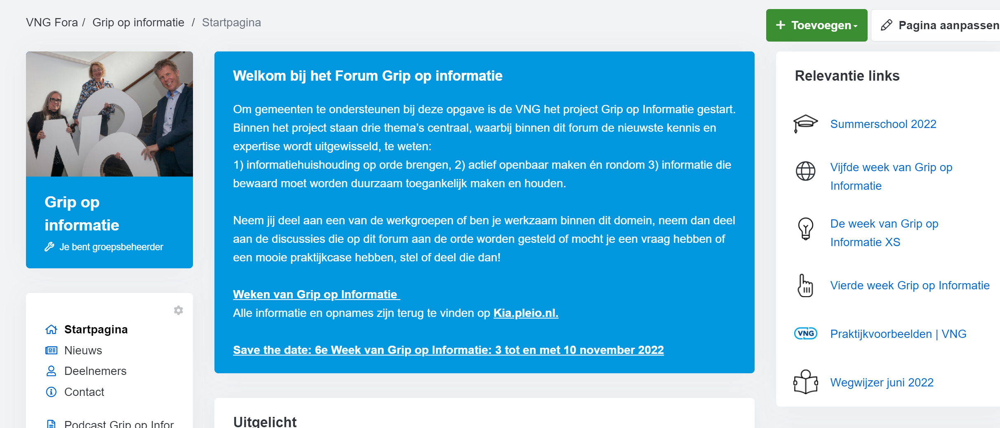 VNG Fora / Grip op informatie / Startpagina
+ Toevoegen
Pagina aanpassen
WOO
Grip op
informatie
Je bent groepsbeheerder
Startpagina
Nieuws
Deelnemers
Contact
Podcast Grip op Infor
Welkom bij het Forum Grip op informatie
Om gemeenten te ondersteunen bij deze opgave is de VNG het project Grip op Informatie gestart.
Binnen het project staan drie thema’s centraal, waarbij binnen dit forum de nieuwste kennis en
expertise wordt uitgewisseld, te weten:
1) informatiehuishouding op orde brengen, 2) actief openbaar maken én rondom 3) informatie die
bewaard moet worden duurzaam toegankelijk maken en houden.
Neem jij deel aan een van de werkgroepen of ben je werkzaam binnen dit domein, neem dan deel
aan de discussies die op dit forum aan de orde worden gesteld of mocht je een vraag hebben of
een mooie praktijkcase hebben, stel of deel die dan!
Weken van Grip op Informatie
Alle informatie en opnames zijn terug te vinden op Kia.pleio.nl.
Save the date: 6e Week van Grip op Informatie: 3 tot en met 10 november 2022
Uitgelicht
Relevantie links
Summerschool 2022
Vijfde week van Grip op
Informatie
De week van Grip op
Informatie XS
Vierde week Grip op Informatie
VNG
Praktijkvoorbeelden | VNG
Wegwijzer juni 2022